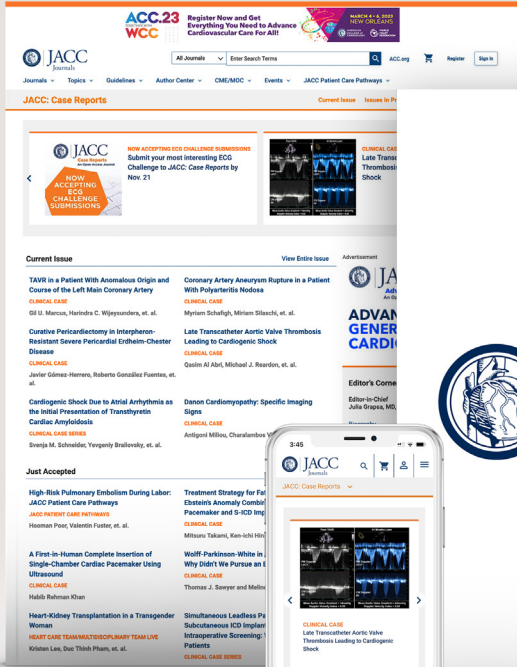 ACC.23
TOGETHER WITH
WCC
Register Now and Get
Everything You Need to Advance
Cardiovascular Care For All!
MARCH 4 – 6, 2023
NEW ORLEANS
JACC
Journals
All Journals
Enter Search Terms
ACC.org
Register
Sign In
Journals
Topics
Guidelines
Author Center
CME/MOC
Events
JACC Patient Care Pathways
JACC: Case Reports
Current Issue
Issues in Pr
JACC
Case Reports
An Open Access Journal
NOW
ACCEPTING
ECG
CHALLENGE
SUBMISSIONS
NOW ACCEPTING ECG CHALLENGE SUBMISSIONS
Submit your most interesting ECG
Challenge to JACC: Case Reports by
Nov. 21
CLINICAL CAS
Late Transc
Thrombosi
Shock
Current Issue
View Entire Issue
TAVR in a Patient With Anomalous Origin and
Course of the Left Main Coronary Artery
CLINICAL CASE
Gil U. Marcus, Harindra C. Wijeysundera, et. al.
Curative Pericardiectomy in Interpheron-
Resistant Severe Pericardial Erdheim-Chester
Disease
CLINICAL CASE
Javier Gómez-Herrero, Roberto González Fuentes, et.
al.
Cardiogenic Shock Due to Atrial Arrhythmia as
the Initial Presentation of Transthyretin
Cardiac Amyloidosis
CLINICAL CASE SERIES
Svenja M. Schneider, Yevgeniy Brailovsky, et. al.
Coronary Artery Aneurysm Rupture in a Patient
With Polyarteritis Nodosa
CLINICAL CASE
Myriam Schafigh, Miriam Silaschi, et. al.
Late Transcatheter Aortic Valve Thrombosis
Leading to Cardiogenic Shock
CLINICAL CASE
Qasim Al Abri, Michael J. Reardon, et. al.
Danon Cardiomyopathy: Specific Imaging
Signs
CLINICAL CASE
Antigoni Miliou, Charalambos V
Advertisement
JA
Adv
An Op
ADVAN
GENER
CARDI
Editor's Corne
Editor-in-Chief
Julia Grapsa, MD,
Just Accepted
High-Risk Pulmonary Embolism During Labor:
JACC Patient Care Pathways
JACC PATIENT CARE PATHWAYS
Hooman Poor, Valentin Fuster, et. al.
A First-in-Human Complete Insertion of
Single-Chamber Cardiac Pacemaker Using
Ultrasound
CLINICAL CASE
Habib Rehman Khan
Heart-Kidney Transplantation in a Transgender
Woman
HEART CARE TEAM/MULTIDISCIPLINARY TEAM LIVE
Kristen Lee, Duc Thinh Pham, et. al.
Treatment Strategy for Fat
Ebstein's Anomaly Combin
Pacemaker and S-ICD Imp
CLINICAL CASE
Mitsuru Takami, Ken-ichi Hin
Wolff-Parkinson-White in
Why Didn't We Pursue an E
CLINICAL CASE
Thomas J. Sawyer and Melin
Simultaneous Leadless Pa
Subcutaneous ICD Implant
Intraoperative Screening:
Patients
CLINICAL CASE SERIES
3:45
JACC
Journals
JACC: Case Reports
CLINICAL CASE
Late Transcatheter Aortic Valve
Thrombosis Leading to Cardiogenic
Shock